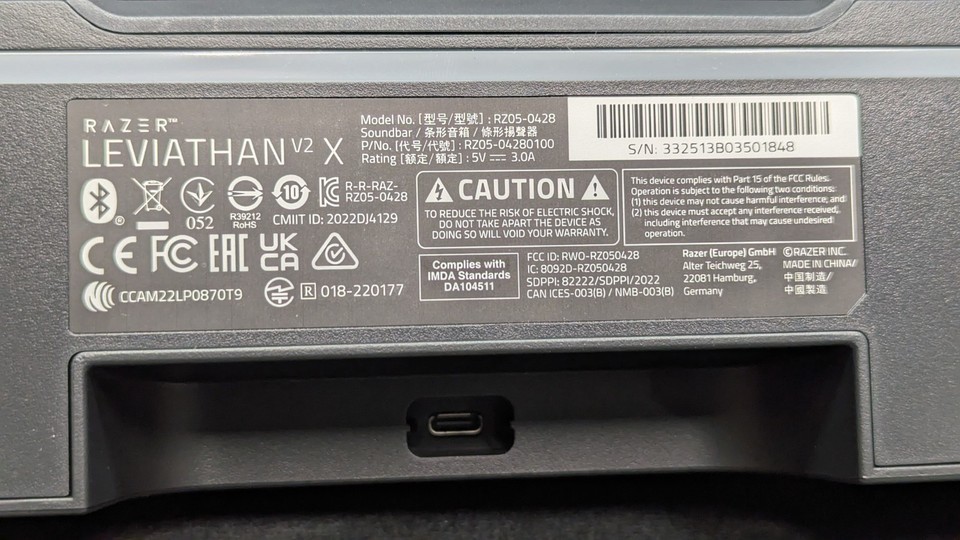 RAZER™
LEVIATHAN V2 X
Model No. [型号/型號] : RZ05-0428
Soundbar / 条形音箱 / 條形揚聲器
P/No. [代号/代號] : RZ05-04280100
Rating [额定/額定] : 5V ⎓ 3.0A
S/N: 332513B03501848
052
R39212
RoHS
10
R-R-RAZ-
RZ05-0428
CMIIT ID: 2022DJ4129
CE FC EAC UK
CA
CCAM22LP0870T9
R 018-220177
CAUTION
TO REDUCE THE RISK OF ELECTRIC SHOCK,
DO NOT TAKE APART THE DEVICE AS
DOING SO WILL VOID YOUR WARRANTY.
This device complies with Part 15 of the FCC Rules.
Operation is subject to the following two conditions:
(1) this device may not cause harmful interference; and
(2) this device must accept any interference received,
including interference that may cause undesired
operation.
Complies with
IMDA Standards
DA104511
FCC ID: RWO-RZ050428
IC: 8092D-RZ050428
SDPPI: 82222/SDPPI/2022
CAN ICES-003(B) / NMB-003(B)
Razer (Europe) GmbH
Alter Teichweg 25,
22081 Hamburg,
Germany
©RAZER INC.
MADE IN CHINA/
中国制造/
中國製造